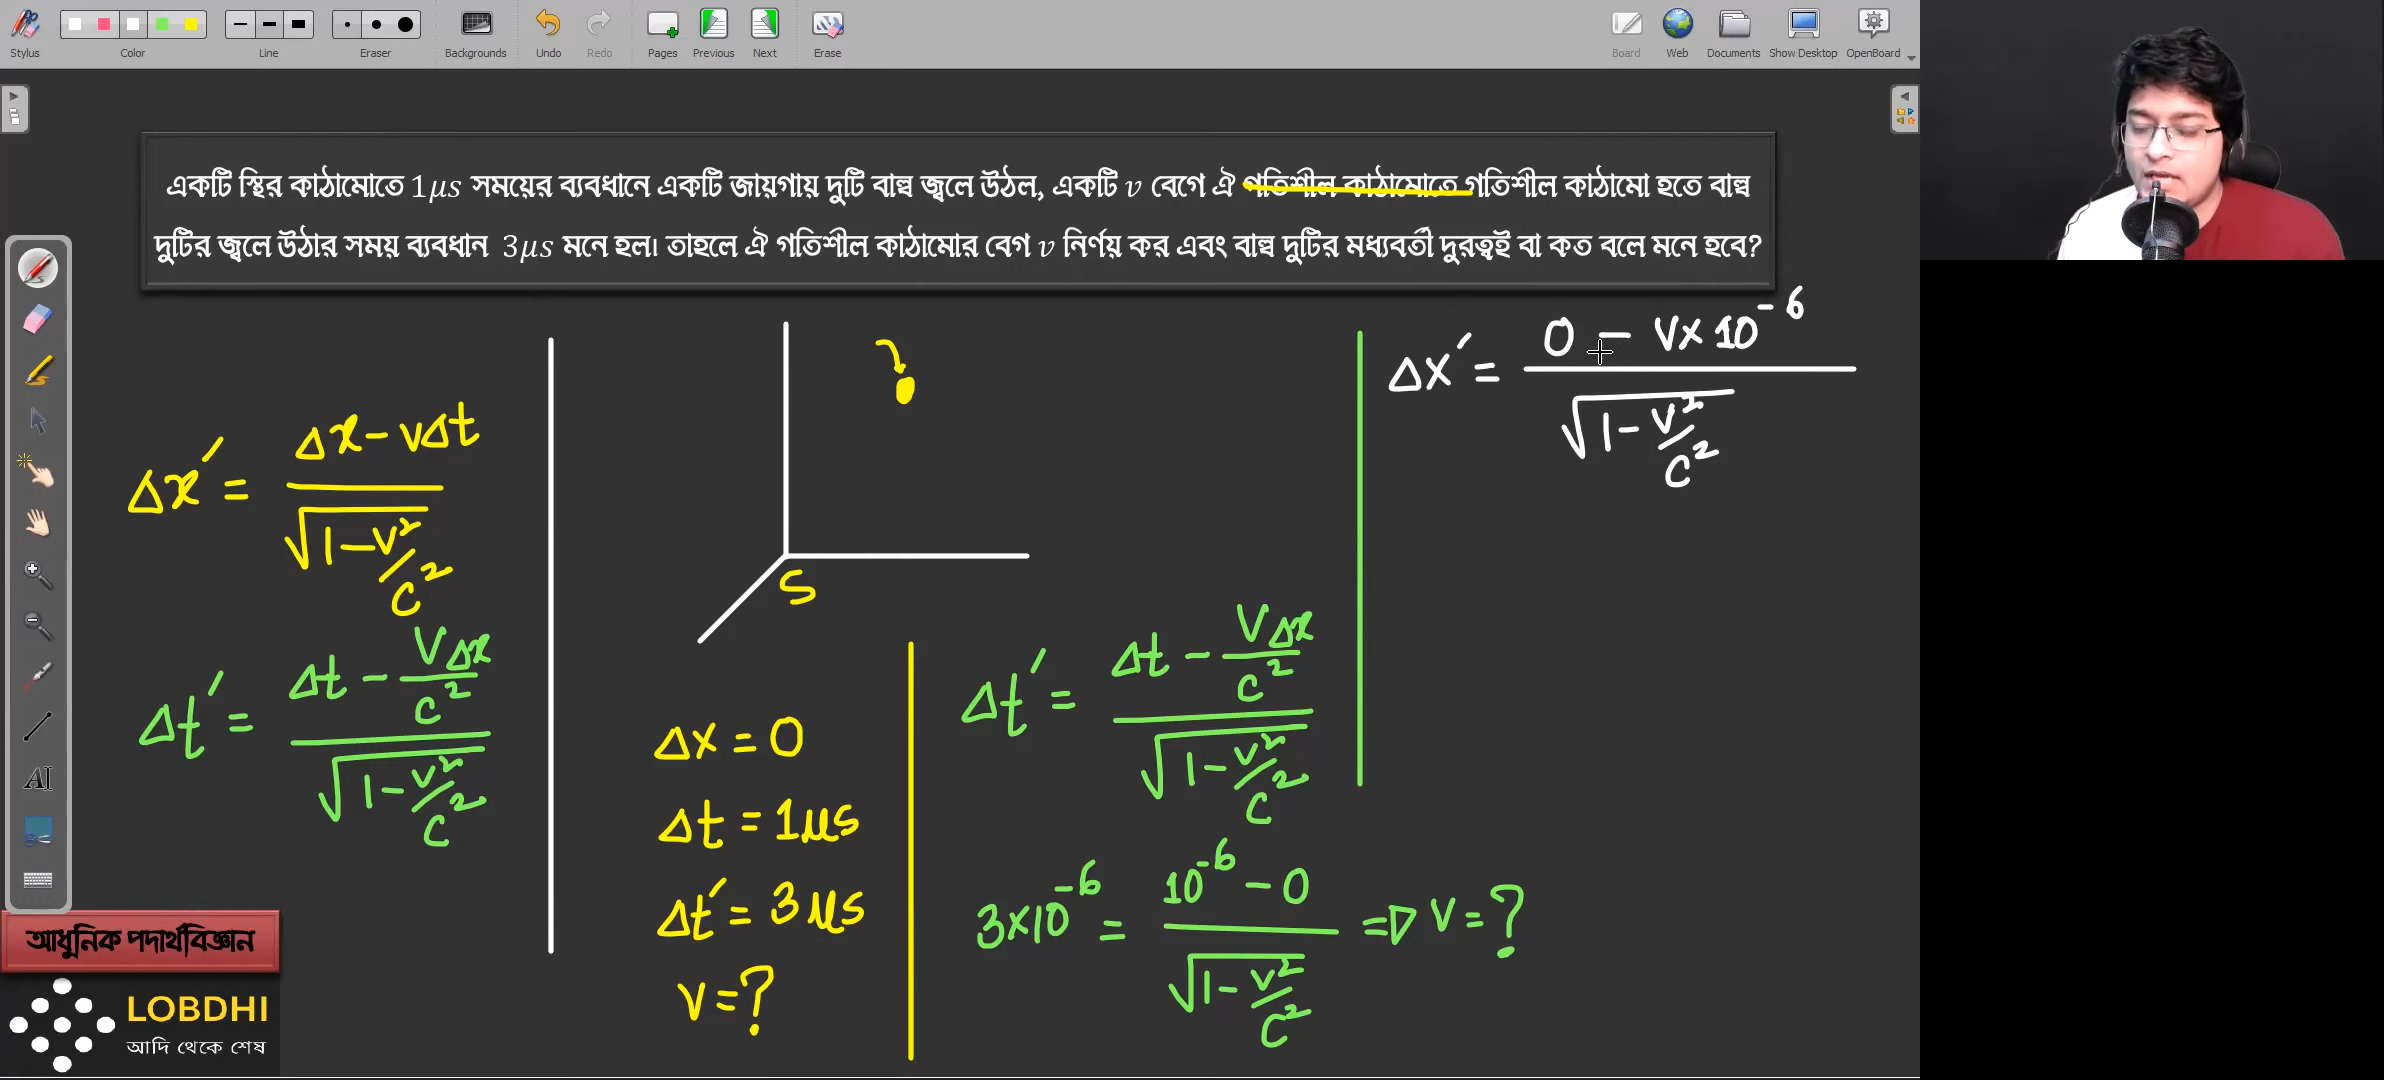 Stylus
Color
Line
Eraser
Backgrounds
Undo
Redo
Pages
Previous
Next
Erase
Board
Web
Documents
Show Desktop
OpenBoard
একটি স্থির কাঠামোতে 1μs সময়ের ব্যবধানে একটি জায়গায় দুটি বাল্ব জ্বলে উঠল, একটি v বেগে ঐ গতিশীল কাঠামোতে গতিশীল কাঠামো হতে বাল্ব
দুটির জ্বলে উঠার সময় ব্যবধান 3μs মনে হল। তাহলে ঐ গতিশীল কাঠামোর বেগ v নির্ণয় কর এবং বাল্ব দুটির মধ্যবর্তী দুরত্বই বা কত বলে মনে হবে?
Δx′ = (Δx − vΔt) / √(1 − v²/c²)
Δt′ = (Δt − vΔx/c²) / √(1 − v²/c²)
S
Δx = 0
Δt = 1μs
Δt′ = 3μs
v = ?
Δt′ = (Δt − vΔx/c²) / √(1 − v²/c²)
3×10⁻⁶ = (10⁻⁶ − 0) / √(1 − v²/c²) ⇒ v = ?
Δx′ = (0 − v×10⁻⁶) / √(1 − v²/c²)
AI
আধুনিক পদার্থবিজ্ঞান
LOBDHI
আদি থেকে শেষ